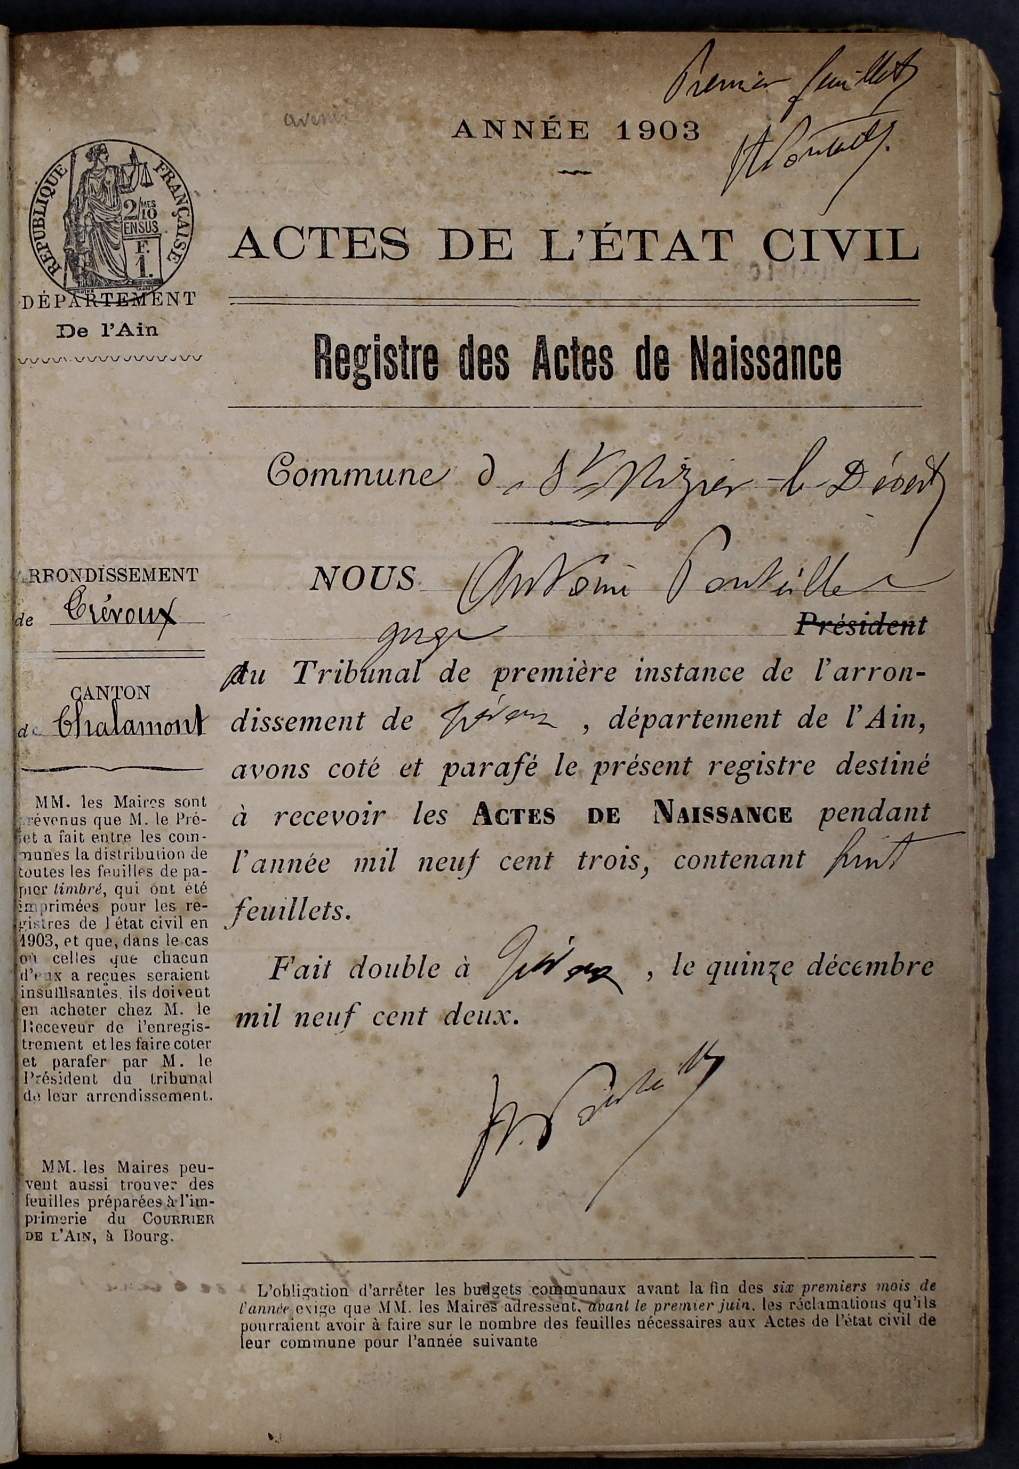 Premier feuillet
ANNÉE 1903
RÉPUBLIQUE FRANÇAISE
2/10 MES
EN SUS
F.
1.
DÉPARTEMENT
De l'Ain
ACTES DE L'ÉTAT CIVIL
Registre des Actes de Naissance
Commune d St Nizier-le-Désert
ARRONDISSEMENT
de Trévoux
CANTON
de Chalamont
MM. les Maires sont
prévenus que M. le Pré-
fet a fait entre les com-
munes la distribution de
toutes les feuilles de pa-
pier timbré, qui ont été
imprimées pour les re-
gistres de l'état civil en
1903, et que, dans le cas
où celles que chacun
d'eux a reçues seraient
insuffisantes, ils doivent
en acheter chez M. le
Receveur de l'enregis-
trement et les faire coter
et parafer par M. le
Président du tribunal
de leur arrondissement.
MM. les Maires peu-
vent aussi trouver des
feuilles préparées à l'im-
primerie du COURRIER
DE L'AIN, à Bourg.
NOUS Antoine
juge Président
du Tribunal de première instance de l'arron-
dissement de Trévoux, département de l'Ain,
avons coté et parafé le présent registre destiné
à recevoir les ACTES DE NAISSANCE pendant
l'année mil neuf cent trois, contenant huit
feuillets.
Fait double à Trévoux, le quinze décembre
mil neuf cent deux.
L'obligation d'arrêter les budgets communaux avant la fin des six premiers mois de
l'année exige que MM. les Maires adressent, avant le premier juin, les réclamations qu'ils
pourraient avoir à faire sur le nombre des feuilles nécessaires aux Actes de l'état civil de
leur commune pour l'année suivante